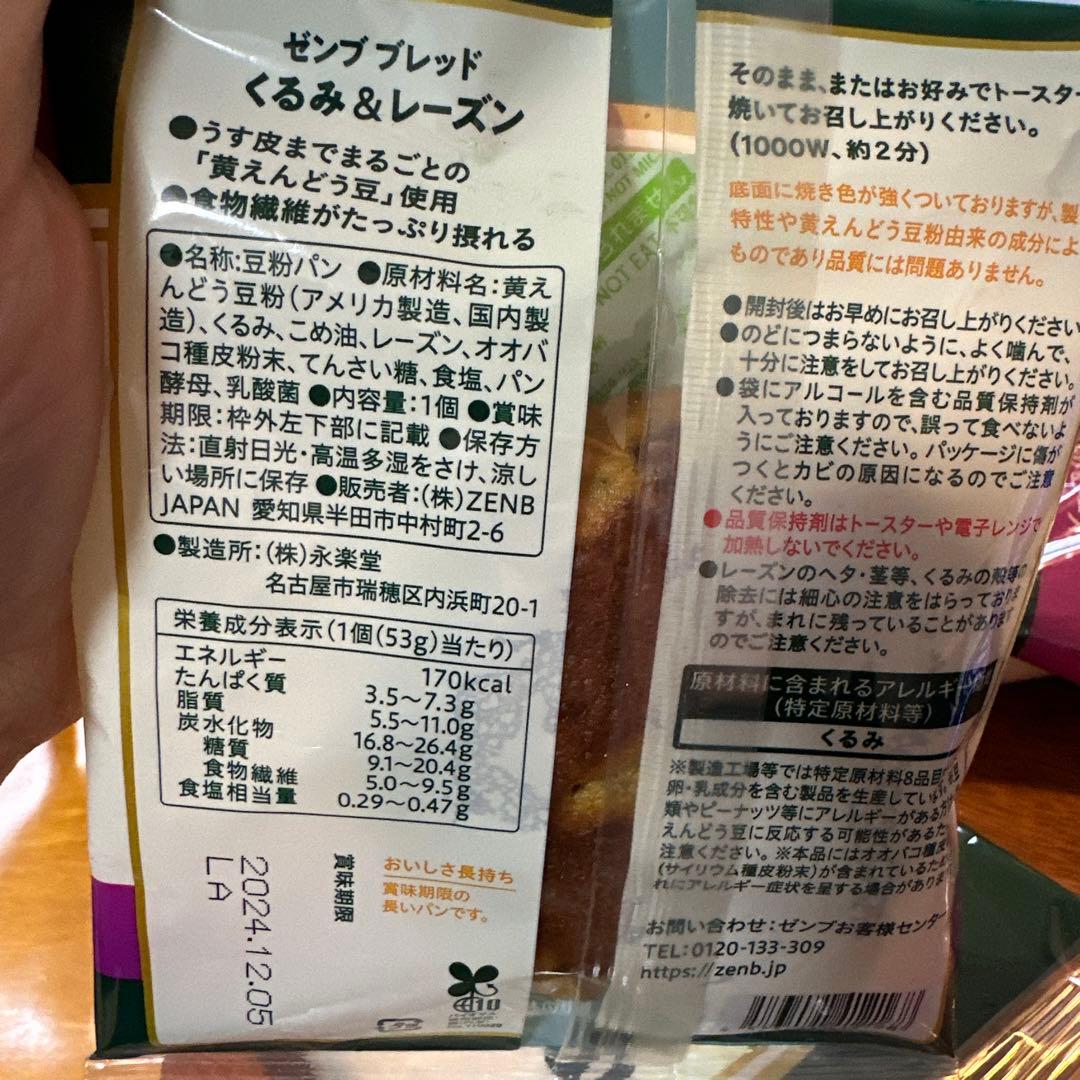 ゼンブ ブレッド
くるみ&レーズン
●うす皮までまるごとの
「黄えんどう豆」使用
●食物繊維がたっぷり摂れる
●名称:豆粉パン ●原材料名:黄え
んどう豆粉(アメリカ製造、国内製
造)、くるみ、こめ油、レーズン、オオバ
コ種皮粉末、てんさい糖、食塩、パン
酵母、乳酸菌 ●内容量:1個 ●賞味
期限:枠外左下部に記載 ●保存方
法:直射日光・高温多湿をさけ、涼し
い場所に保存 ●販売者:(株)ZENB
JAPAN 愛知県半田市中村町2-6
●製造所:(株)永楽堂
名古屋市瑞穂区内浜町20-1
栄養成分表示(1個(53g)当たり)
エネルギー 170kcal
たんぱく質 3.5〜7.3g
脂質 5.5〜11.0g
炭水化物 16.8〜26.4g
糖質 9.1〜20.4g
食物繊維 5.0〜9.5g
食塩相当量 0.29〜0.47g
賞味期限
2024.12.05
LA
おいしさ長持ち
賞味期限の
長いパンです。
そのまま、またはお好みでトースター
焼いてお召し上がりください。
(1000W、約2分)
底面に焼き色が強くついておりますが、製
特性や黄えんどう豆粉由来の成分によ
ものであり品質には問題ありません。
●開封後はお早めにお召し上がりください
●のどにつまらないように、よく噛んで、
十分に注意をしてお召し上がりください。
●袋にアルコールを含む品質保持剤が
入っておりますので、誤って食べないよ
うにご注意ください。パッケージに傷が
つくとカビの原因になるのでご注意
ください。
●品質保持剤はトースターや電子レンジで
加熱しないでください。
●レーズンのヘタ・茎等、くるみの殻等の
除去には細心の注意をはらっており
すが、まれに残っていることがあります
のでご注意ください。
原材料に含まれるアレルギー
(特定原材料等)
くるみ
※製造工場等では特定原材料8品目
卵・乳成分を含む製品を生産してい
類やピーナッツ等にアレルギーがある方
えんどう豆に反応する可能性がある
注意ください。※本品にはオオバコ種皮
(サイリウム種皮粉末)が含まれているため
れにアレルギー症状を呈する場合があり
お問い合わせ:ゼンブお客様センター
TEL:0120-133-309
https://zenb.jp